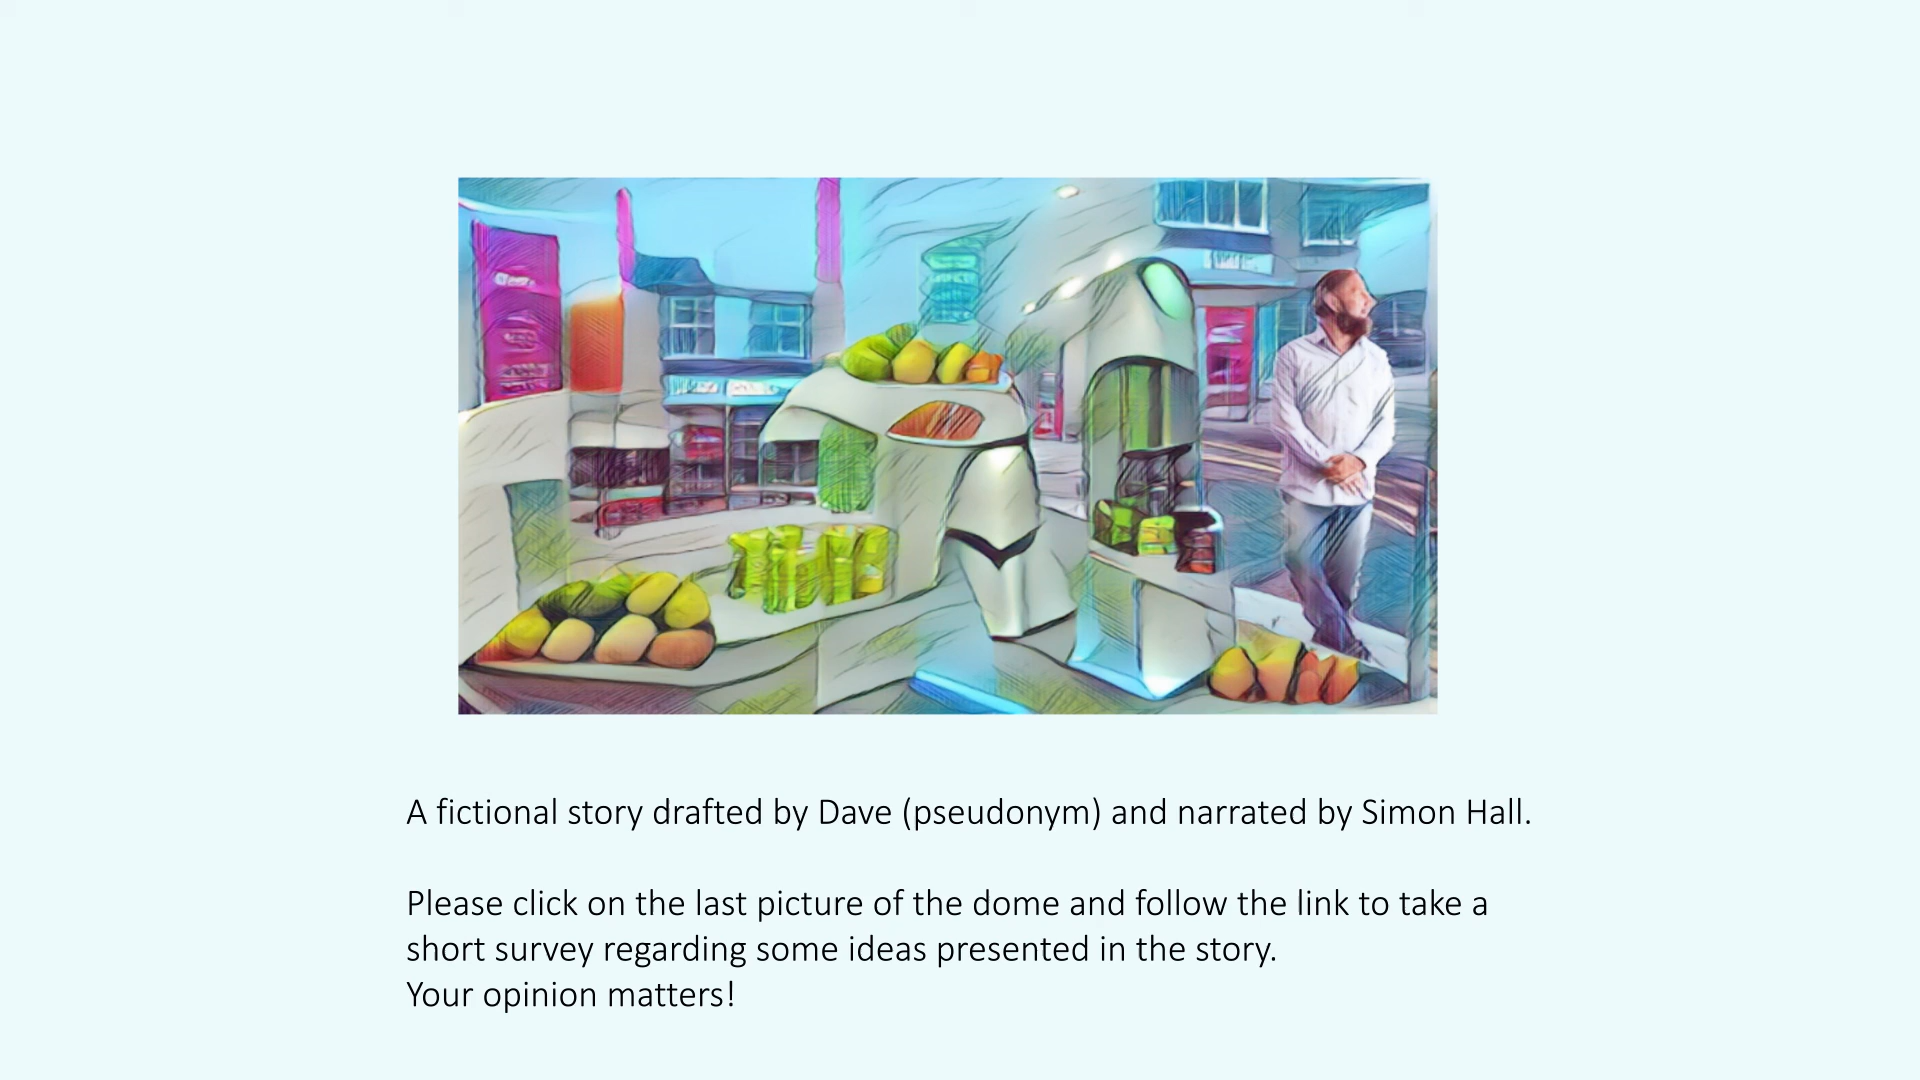 A fictional story drafted by Dave (pseudonym) and narrated by Simon Hall.
Please click on the last picture of the dome and follow the link to take a
short survey regarding some ideas presented in the story.
Your opinion matters!